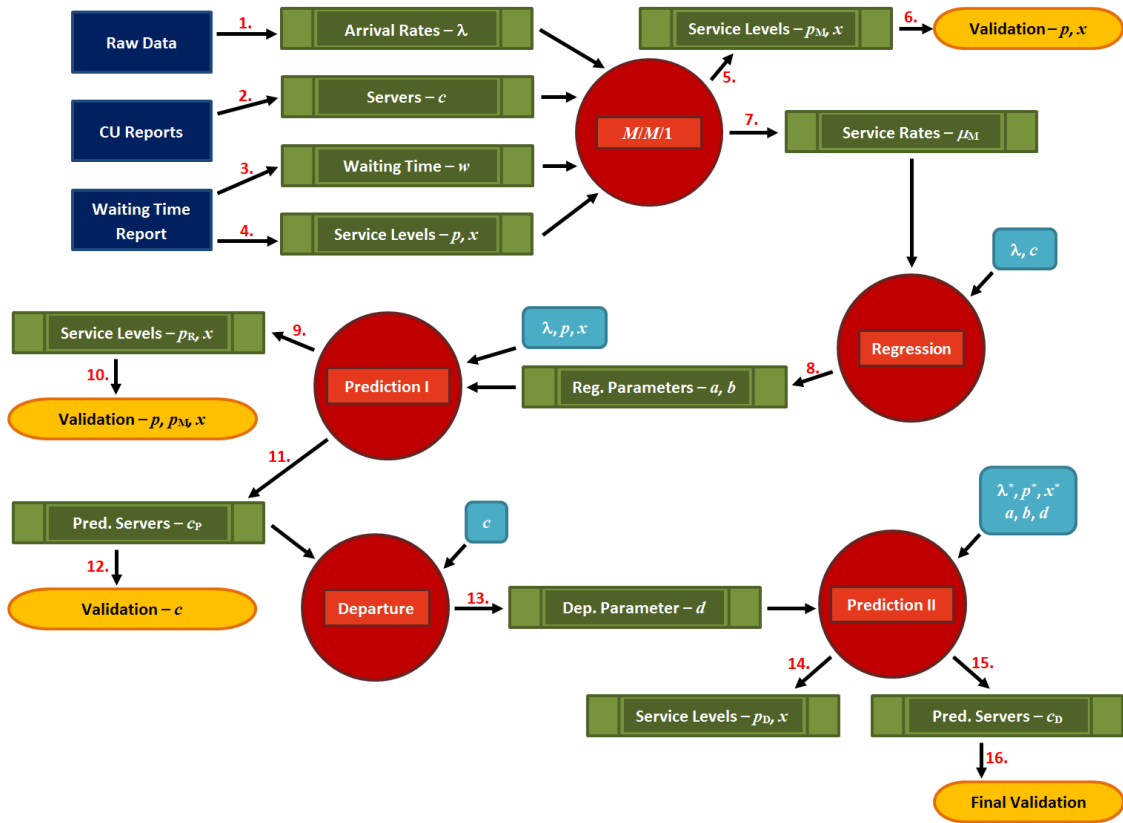 1.
6.
Raw Data
Arrival Rates – λ
Service Levels – pM, x
Validation – p, x
5.
2.
CU Reports
Servers – c
M/M/1
7.
Service Rates – μM
3.
Waiting Time – w
Waiting Time
Report
4.
Service Levels – p, x
λ, c
Service Levels – pR, x
9.
λ, p, x
Prediction I
Regression
8.
Reg. Parameters – a, b
10.
Validation – p, pM, x
11.
λ*, p*, x*
a, b, d
Pred. Servers – cP
c
12.
Validation – c
Departure
13.
Dep. Parameter – d
Prediction II
14.
15.
Service Levels – pD, x
Pred. Servers – cD
16.
Final Validation